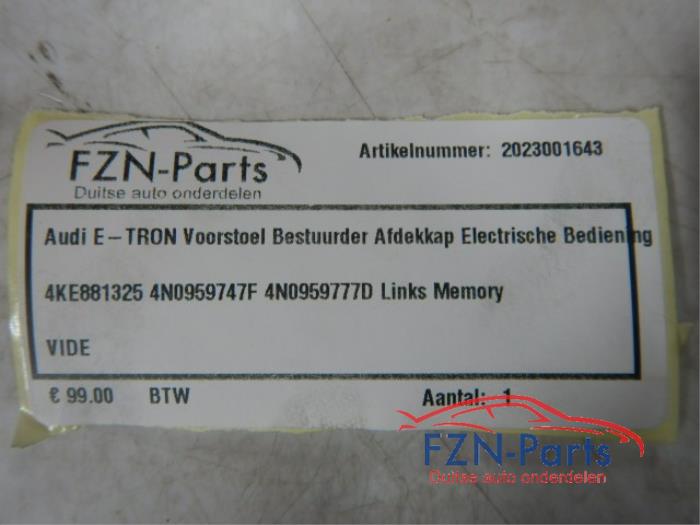 FZN-Parts
Duitse auto onderdelen
Artikelnummer: 2023001643
Audi E-TRON Voorstoel Bestuurder Afdekkap Electrische Bediening
4KE881325 4N0959747F 4N0959777D Links Memory
VIDE
€ 99.00 BTW Aantal: 1
FZN-Parts
Duitse auto onderdelen